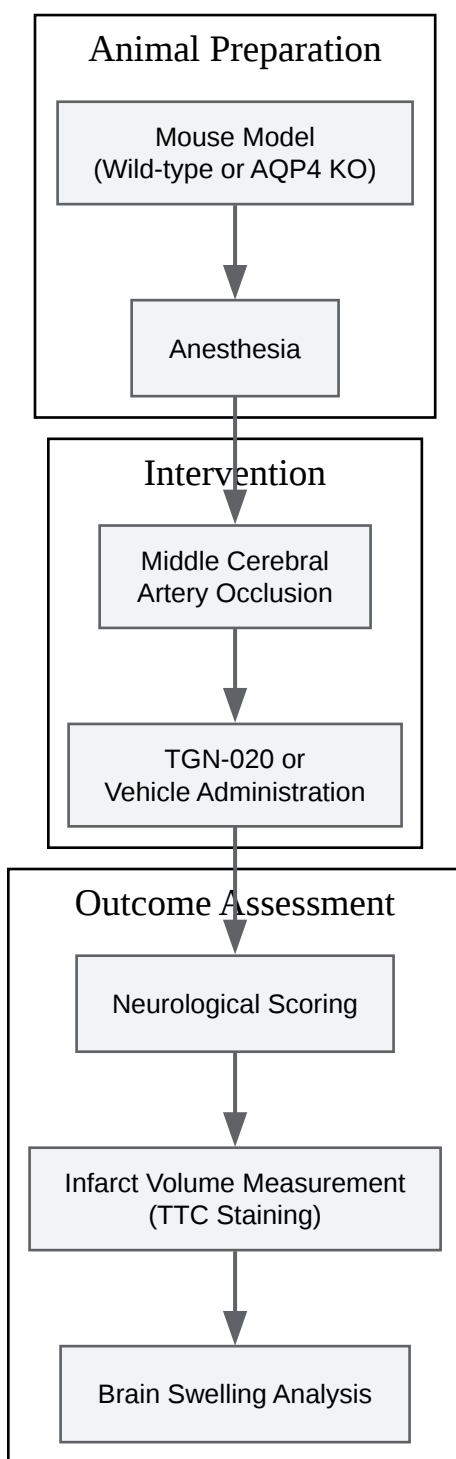 Animal Preparation
Mouse Model
(Wild-type or AQP4 KO)
Anesthesia
Intervention
Middle Cerebral
Artery Occlusion
TGN-020 or
Vehicle Administration
Outcome Assessment
Neurological Scoring
Infarct Volume Measurement
(TTC Staining)
Brain Swelling Analysis